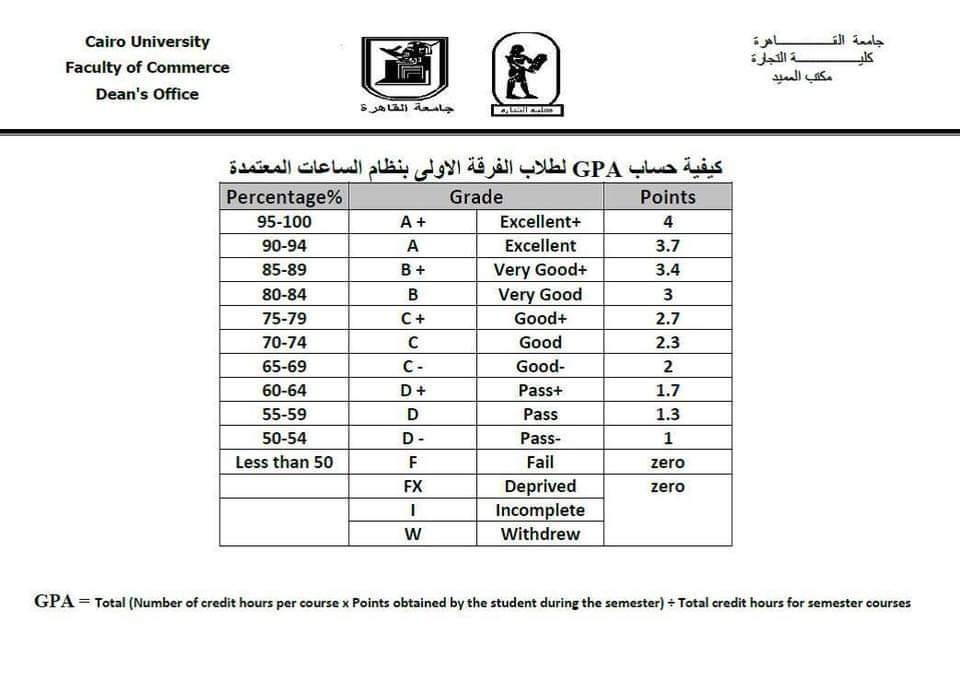 Cairo University
Faculty of Commerce
Dean's Office
جامعة القاهرة
كلية التجارة
جامعة القـــــــاهرة
كليـــــــــة التجارة
مكتب العميد
كيفية حساب GPA لطلاب الفرقة الاولى بنظام الساعات المعتمدة
Percentage% Grade Points
95-100 A + Excellent+ 4
90-94 A Excellent 3.7
85-89 B + Very Good+ 3.4
80-84 B Very Good 3
75-79 C + Good+ 2.7
70-74 C Good 2.3
65-69 C - Good- 2
60-64 D + Pass+ 1.7
55-59 D Pass 1.3
50-54 D - Pass- 1
Less than 50 F Fail zero
FX Deprived zero
I Incomplete
W Withdrew
GPA = Total (Number of credit hours per course x Points obtained by the student during the semester) ÷ Total credit hours for semester courses